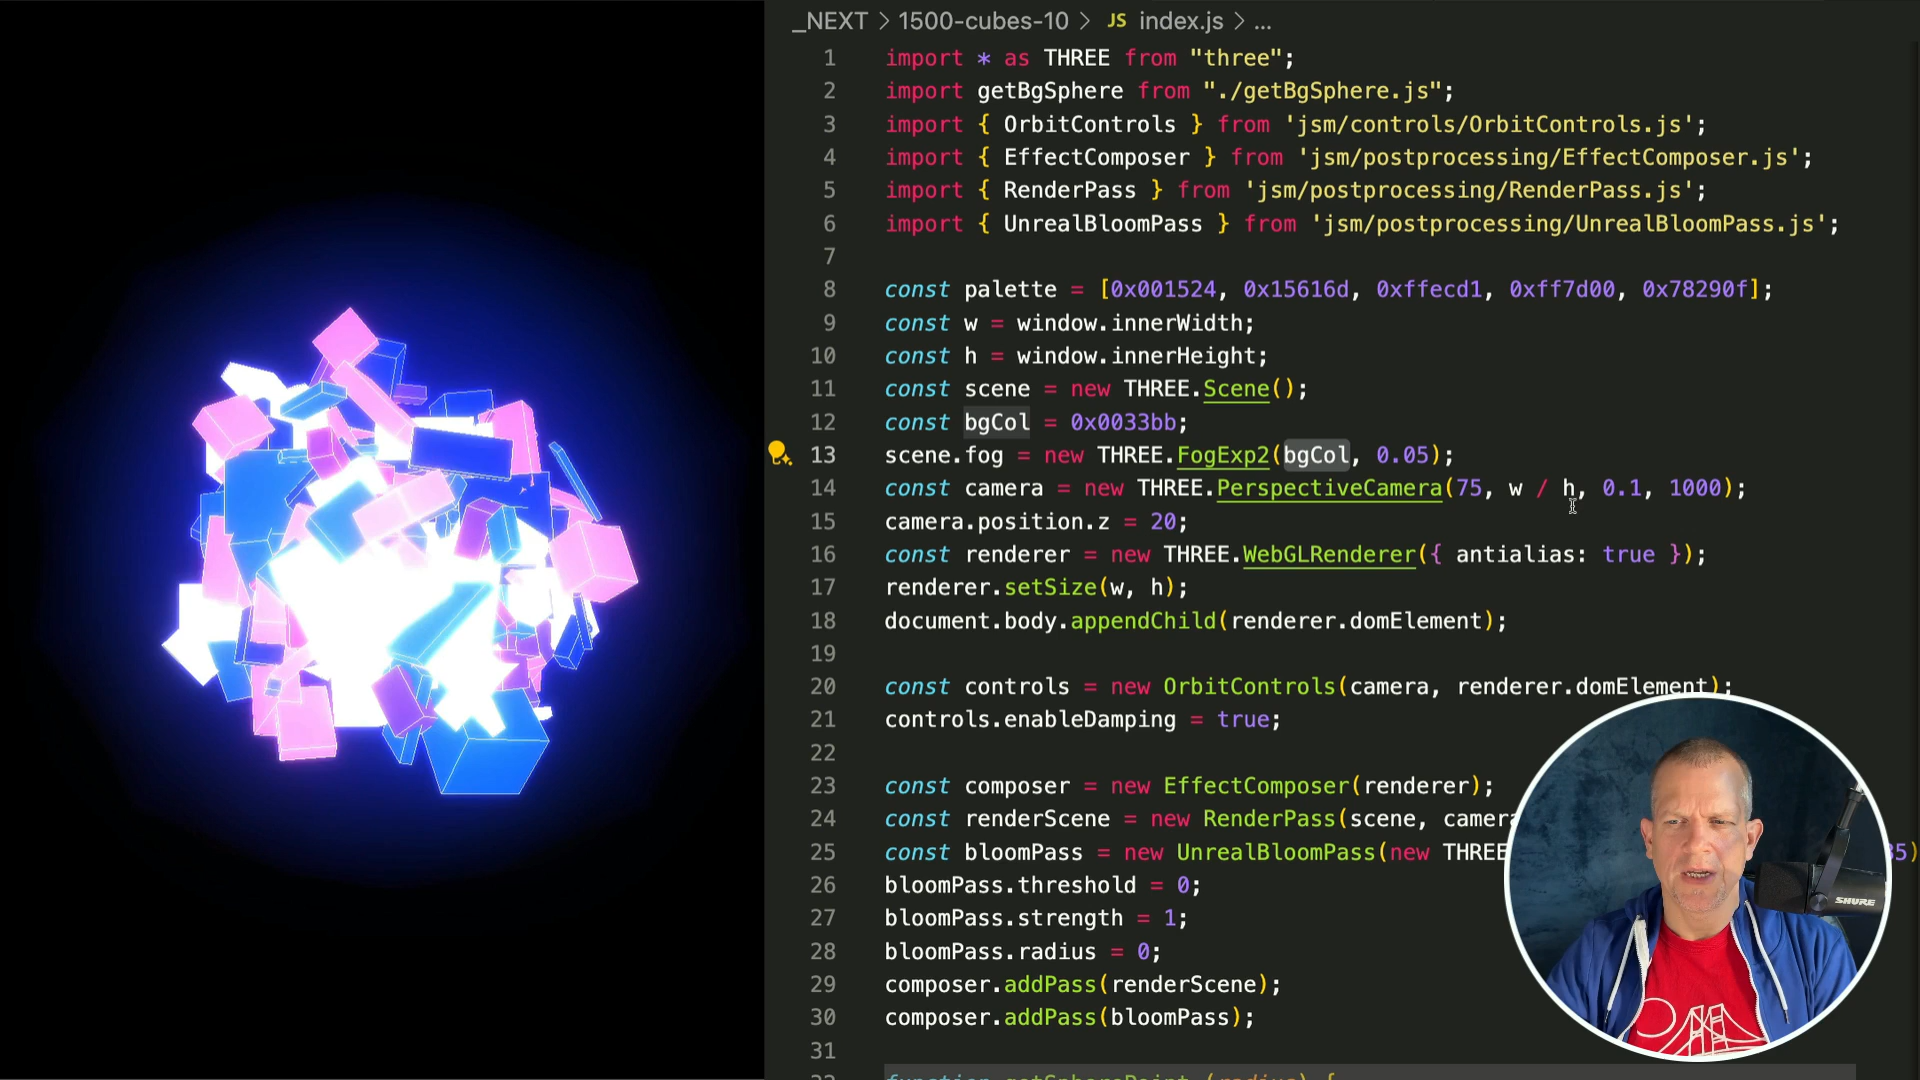 _NEXT > 1500-cubes-10 > JS index.js > ...
1 import * as THREE from "three";
2 import getBgSphere from "./getBgSphere.js";
3 import { OrbitControls } from 'jsm/controls/OrbitControls.js';
4 import { EffectComposer } from 'jsm/postprocessing/EffectComposer.js';
5 import { RenderPass } from 'jsm/postprocessing/RenderPass.js';
6 import { UnrealBloomPass } from 'jsm/postprocessing/UnrealBloomPass.js';
7
8 const palette = [0x001524, 0x15616d, 0xffecd1, 0xff7d00, 0x78290f];
9 const w = window.innerWidth;
10 const h = window.innerHeight;
11 const scene = new THREE.Scene();
12 const bgCol = 0x0033bb;
13 scene.fog = new THREE.FogExp2(bgCol, 0.05);
14 const camera = new THREE.PerspectiveCamera(75, w / h, 0.1, 1000);
15 camera.position.z = 20;
16 const renderer = new THREE.WebGLRenderer({ antialias: true });
17 renderer.setSize(w, h);
18 document.body.appendChild(renderer.domElement);
19
20 const controls = new OrbitControls(camera, renderer.domElement);
21 controls.enableDamping = true;
22
23 const composer = new EffectComposer(renderer);
24 const renderScene = new RenderPass(scene, camera
25 const bloomPass = new UnrealBloomPass(new THREE 85)
26 bloomPass.threshold = 0;
27 bloomPass.strength = 1;
28 bloomPass.radius = 0;
29 composer.addPass(renderScene);
30 composer.addPass(bloomPass);
31
SHURE